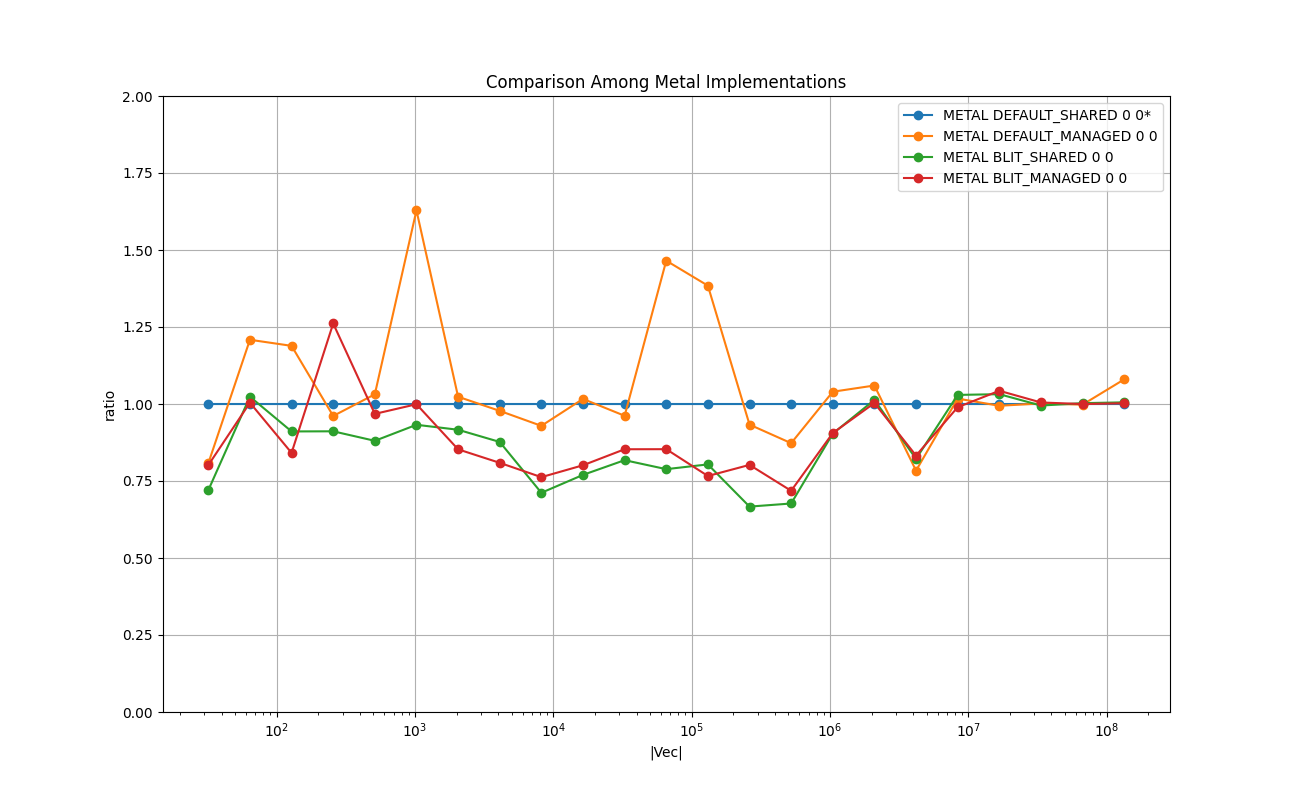 Comparison Among Metal Implementations
METAL DEFAULT_SHARED 0 0*
METAL DEFAULT_MANAGED 0 0
METAL BLIT_SHARED 0 0
METAL BLIT_MANAGED 0 0
2.00
1.75
1.50
1.25
1.00
0.75
0.50
0.25
0.00
ratio
10² 10³ 10⁴ 10⁵ 10⁶ 10⁷ 10⁸
|Vec|